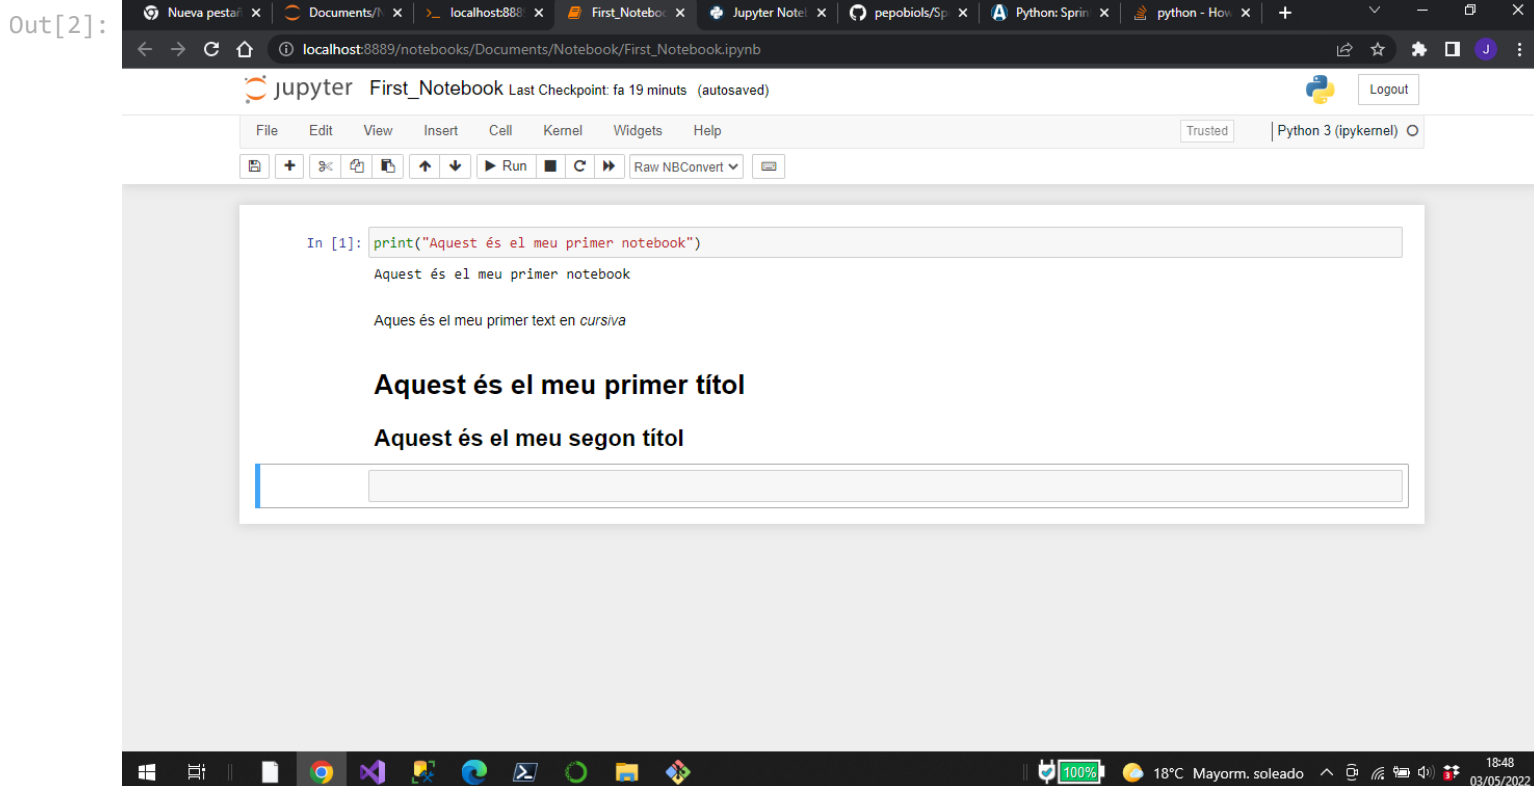 Out[2]:
Nueva pestañ Documents/N localhost:888 First_Noteboo Jupyter Note pepobiols/Sp Python: Sprin python - How
localhost:8889/notebooks/Documents/Notebook/First_Notebook.ipynb J
jupyter First_Notebook Last Checkpoint: fa 19 minuts (autosaved) Logout
File Edit View Insert Cell Kernel Widgets Help Trusted Python 3 (ipykernel)
Run Raw NBConvert
In [1]: print("Aquest és el meu primer notebook")
Aquest és el meu primer notebook
Aques és el meu primer text en cursiva
Aquest és el meu primer títol
Aquest és el meu segon títol
100% 18°C Mayorm. soleado 3 18:48
03/05/2022